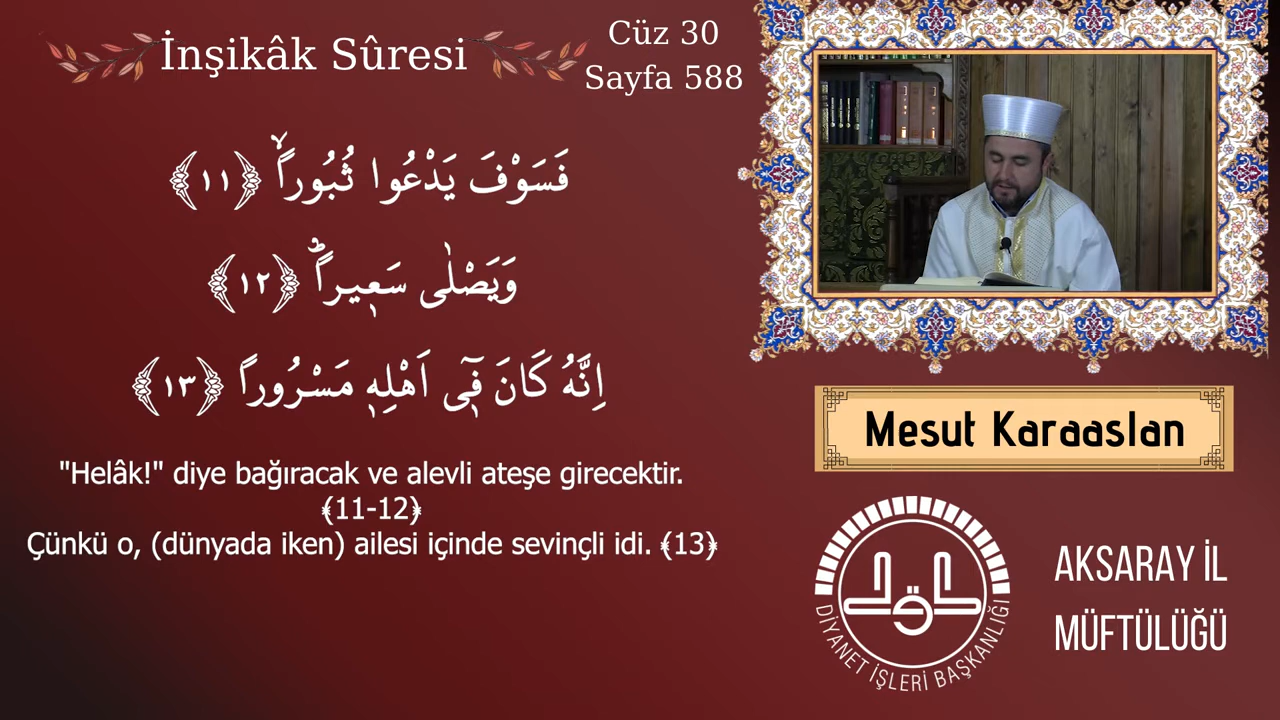 İnşikâk Sûresi
Cüz 30
Sayfa 588
فَسَوْفَ يَدْعُوا ثُبُوراًۙ ﴿١١﴾
وَيَصْلٰى سَع۪يراًۜ ﴿١٢﴾
اِنَّهُ كَانَ ف۪ٓي اَهْلِه۪ مَسْرُوراً ﴿١٣﴾
"Helâk!" diye bağıracak ve alevli ateşe girecektir.
﴾11-12﴿
Çünkü o, (dünyada iken) ailesi içinde sevinçli idi. ﴾13﴿
Mesut Karaaslan
DİYANET İŞLERİ BAŞKANLIĞI
AKSARAY İL
MÜFTÜLÜĞÜ